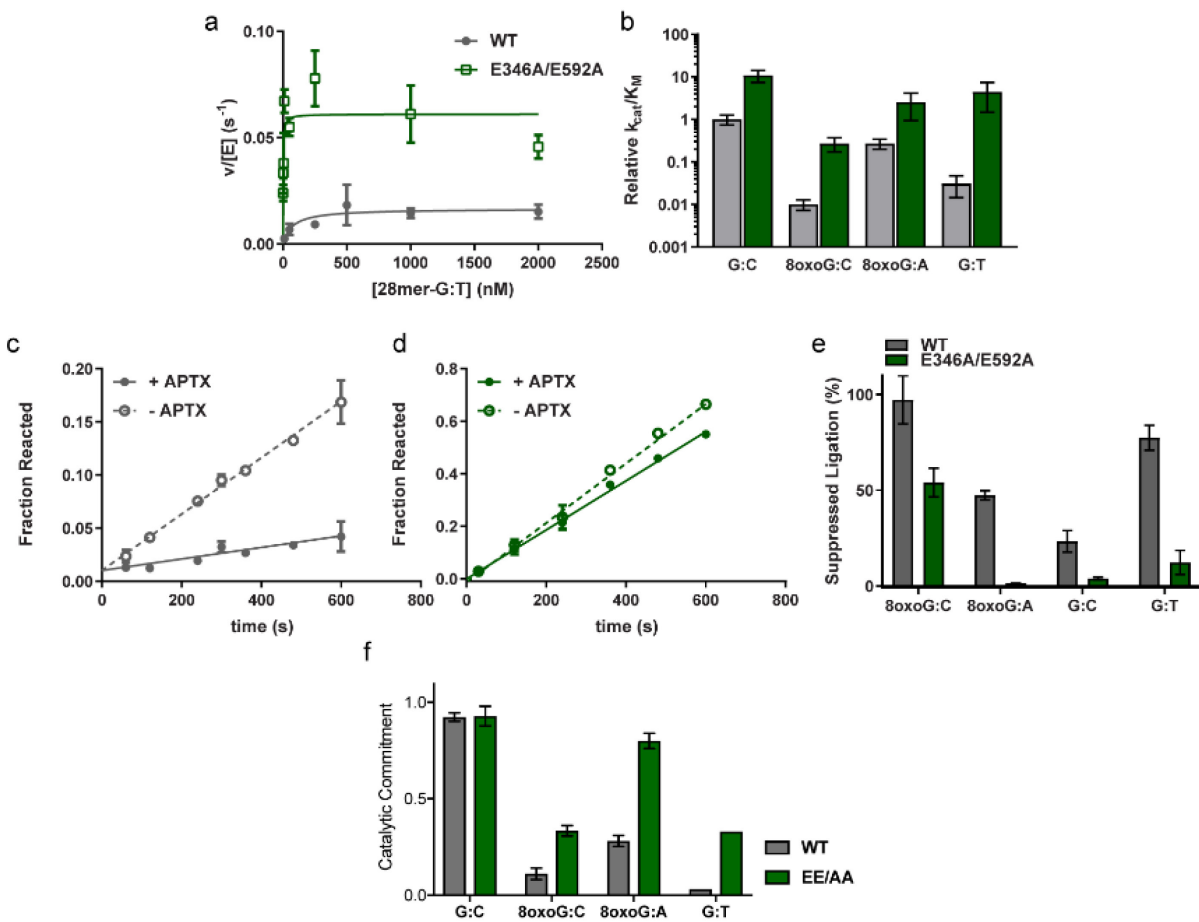 a
WT
E346A/E592A
v/[E] (s⁻¹)
0.10
0.05
0.00
0 500 1000 1500 2000 2500
[28mer-G:T] (nM)
b
Relative kcat/KM
100
10
1
0.1
0.01
0.001
G:C 8oxoG:C 8oxoG:A G:T
c
+ APTX
- APTX
Fraction Reacted
0.20
0.15
0.10
0.05
0.00
0 200 400 600 800
time (s)
d
+ APTX
- APTX
Fraction Reacted
0.8
0.6
0.4
0.2
0.0
0 200 400 600 800
time (s)
e
WT
E346A/E592A
Suppressed Ligation (%)
100
50
0
8oxoG:C 8oxoG:A G:C G:T
f
Catalytic Commitment
1.0
0.5
0.0
G:C 8oxoG:C 8oxoG:A G:T
WT
EE/AA